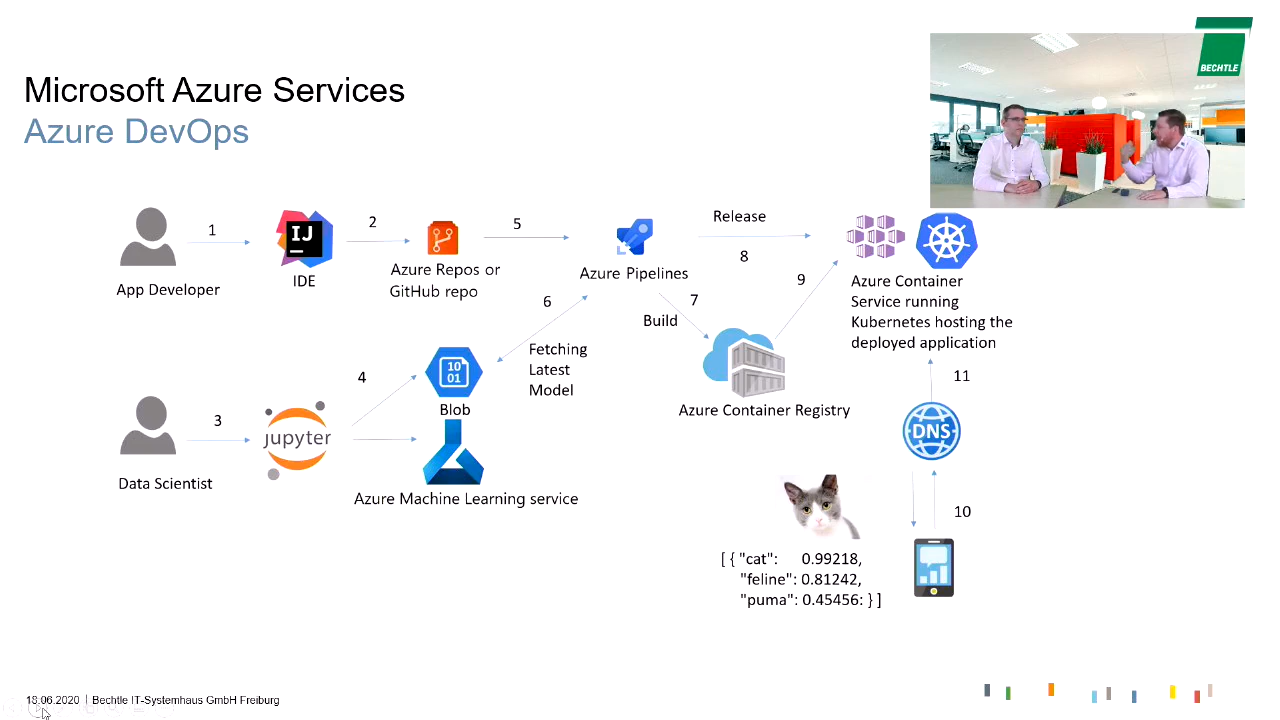 BECHTLE
Microsoft Azure Services
Azure DevOps
1
2
5
Release
8
App Developer
IJ
IDE
Azure Repos or
GitHub repo
Azure Pipelines
6
7
Build
9
Azure Container
Service running
Kubernetes hosting the
deployed application
Fetching
Latest
Model
3
jupyter
4
10
01
Blob
Azure Container Registry
11
DNS
Data Scientist
Azure Machine Learning service
10
[ { "cat": 0.99218,
"feline": 0.81242,
"puma": 0.45456: } ]
18.06.2020 | Bechtle IT-Systemhaus GmbH Freiburg